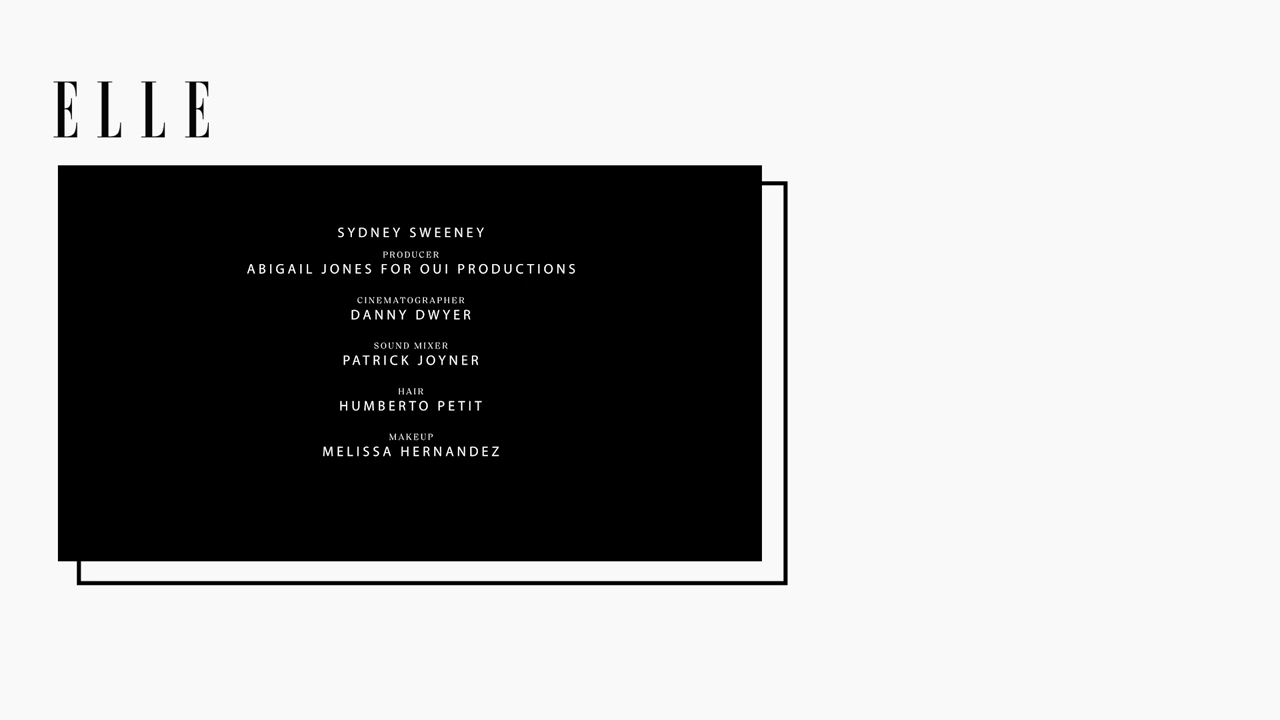 ELLE
SYDNEY SWEENEY
PRODUCER
ABIGAIL JONES FOR OUI PRODUCTIONS
CINEMATOGRAPHER
DANNY DWYER
SOUND MIXER
PATRICK JOYNER
HAIR
HUMBERTO PETIT
MAKEUP
MELISSA HERNANDEZ